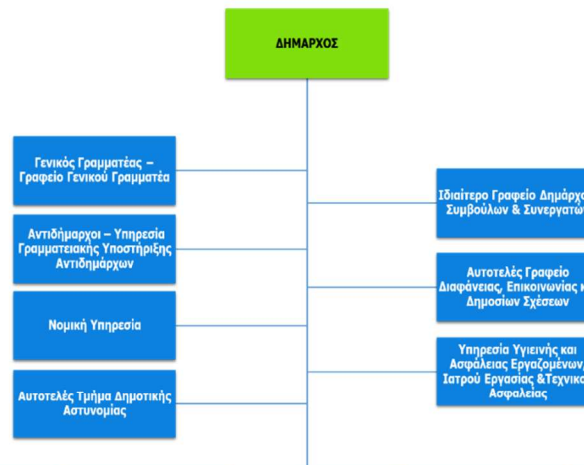 ΔΗΜΑΡΧΟΣ
Γενικός Γραμματέας –
Γραφείο Γενικού Γραμματέα
Αντιδήμαρχοι – Υπηρεσία
Γραμματειακής Υποστήριξης
Αντιδημάρχων
Νομική Υπηρεσία
Αυτοτελές Τμήμα Δημοτικής
Αστυνομίας
Ιδιαίτερο Γραφείο
Συμβούλων &
Αυτοτελές Γραφείο
Διαφάνειας, Επικοινωνίας
Δημοσίων Σχέσεων
Υπηρεσία Υγιεινής και
Ασφάλειας Εργαζομένων,
Ιατρού Εργασίας &
Ασφαλείας